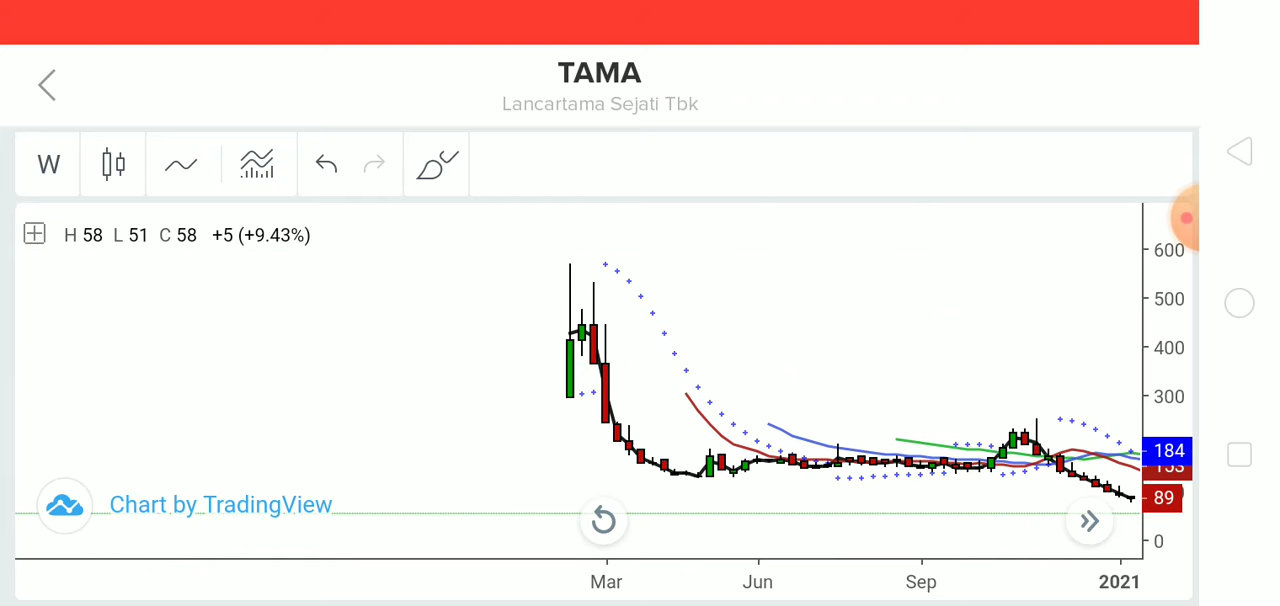 TAMA
Lancartama Sejati Tbk
W
H 58 L 51 C 58 +5 (+9.43%)
600
500
400
300
184
153
89
0
Chart by TradingView
Mar Jun Sep 2021